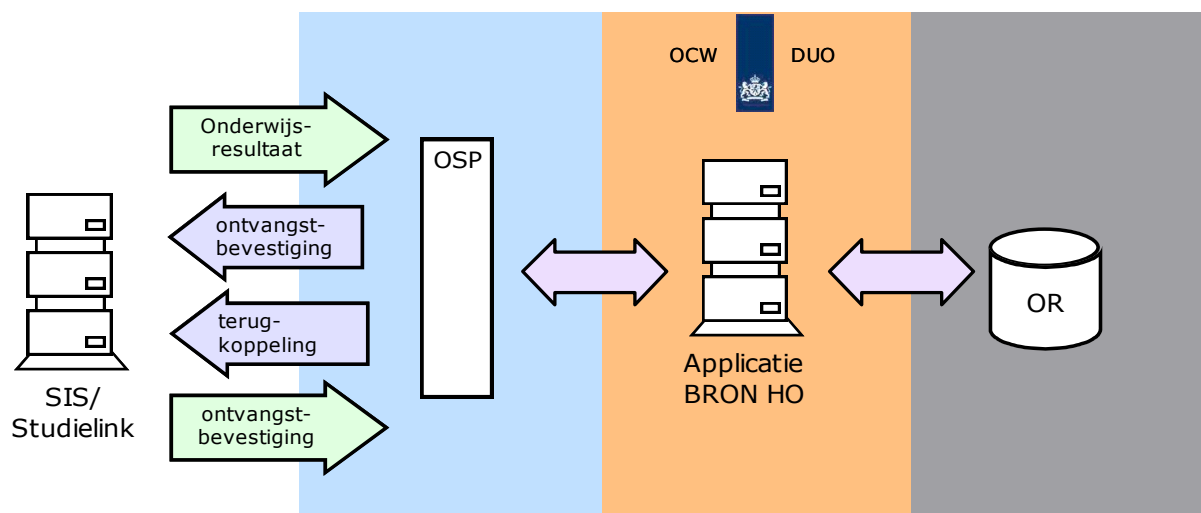 OCW
DUO
Onderwijs-
resultaat
OSP
ontvangst-
bevestiging
terug-
koppeling
ontvangst-
bevestiging
SIS/
Studielink
Applicatie
BRON HO
OR